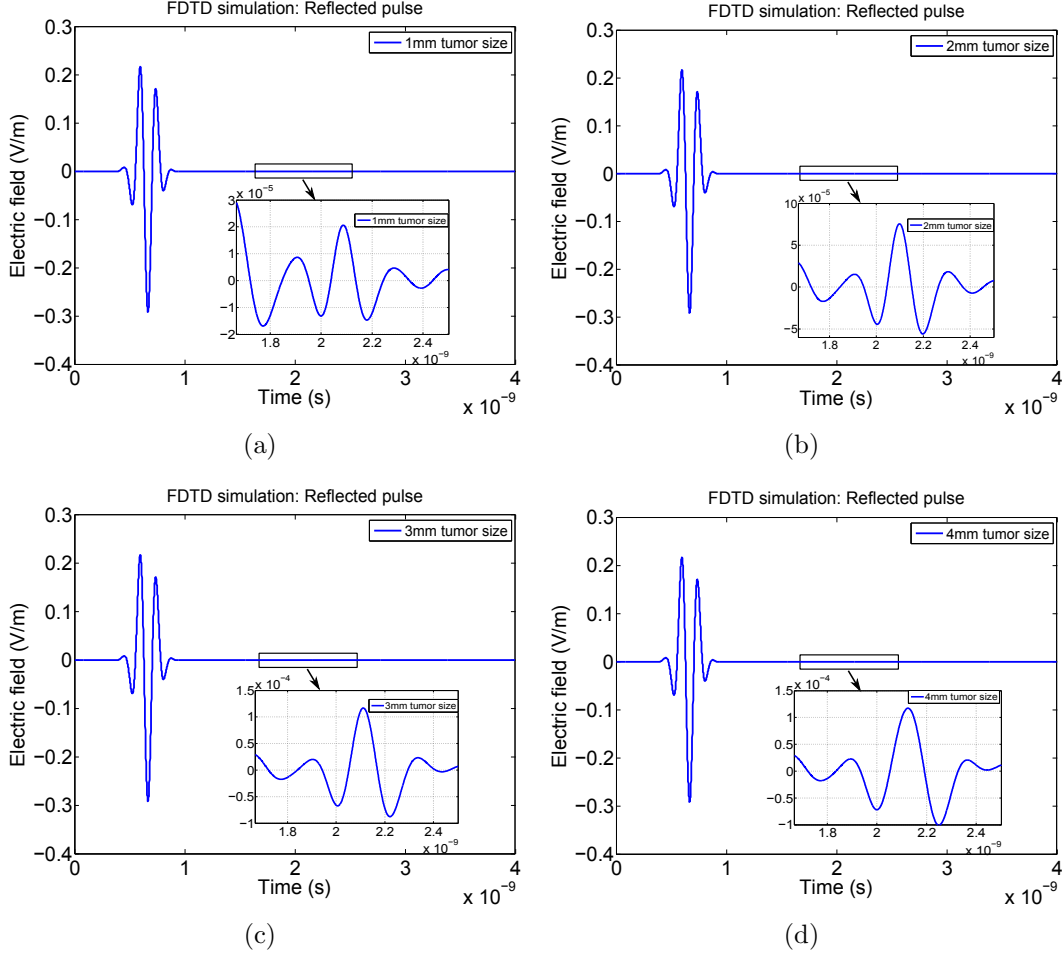 FDTD simulation: Reflected pulse
0.3
0.2
0.1
0
−0.1
−0.2
−0.3
−0.4
Electric field (V/m)
1mm tumor size
x 10⁻⁵
3
2
1
0
−1
−2
1mm tumor size
1.8 2 2.2 2.4
x 10⁻⁹
0 1 2 3 4
Time (s)
x 10⁻⁹
(a)
FDTD simulation: Reflected pulse
0.3
0.2
0.1
0
−0.1
−0.2
−0.3
−0.4
Electric field (V/m)
2mm tumor size
x 10⁻⁵
10
5
0
−5
2mm tumor size
1.8 2 2.2 2.4
x 10⁻⁹
0 1 2 3 4
Time (s)
x 10⁻⁹
(b)
FDTD simulation: Reflected pulse
0.3
0.2
0.1
0
−0.1
−0.2
−0.3
−0.4
Electric field (V/m)
3mm tumor size
x 10⁻⁴
1.5
1
0.5
0
−0.5
−1
3mm tumor size
1.8 2 2.2 2.4
x 10⁻⁹
0 1 2 3 4
Time (s)
x 10⁻⁹
(c)
FDTD simulation: Reflected pulse
0.3
0.2
0.1
0
−0.1
−0.2
−0.3
−0.4
Electric field (V/m)
4mm tumor size
x 10⁻⁴
1.5
1
0.5
0
−0.5
−1
4mm tumor size
1.8 2 2.2 2.4
x 10⁻⁹
0 1 2 3 4
Time (s)
x 10⁻⁹
(d)